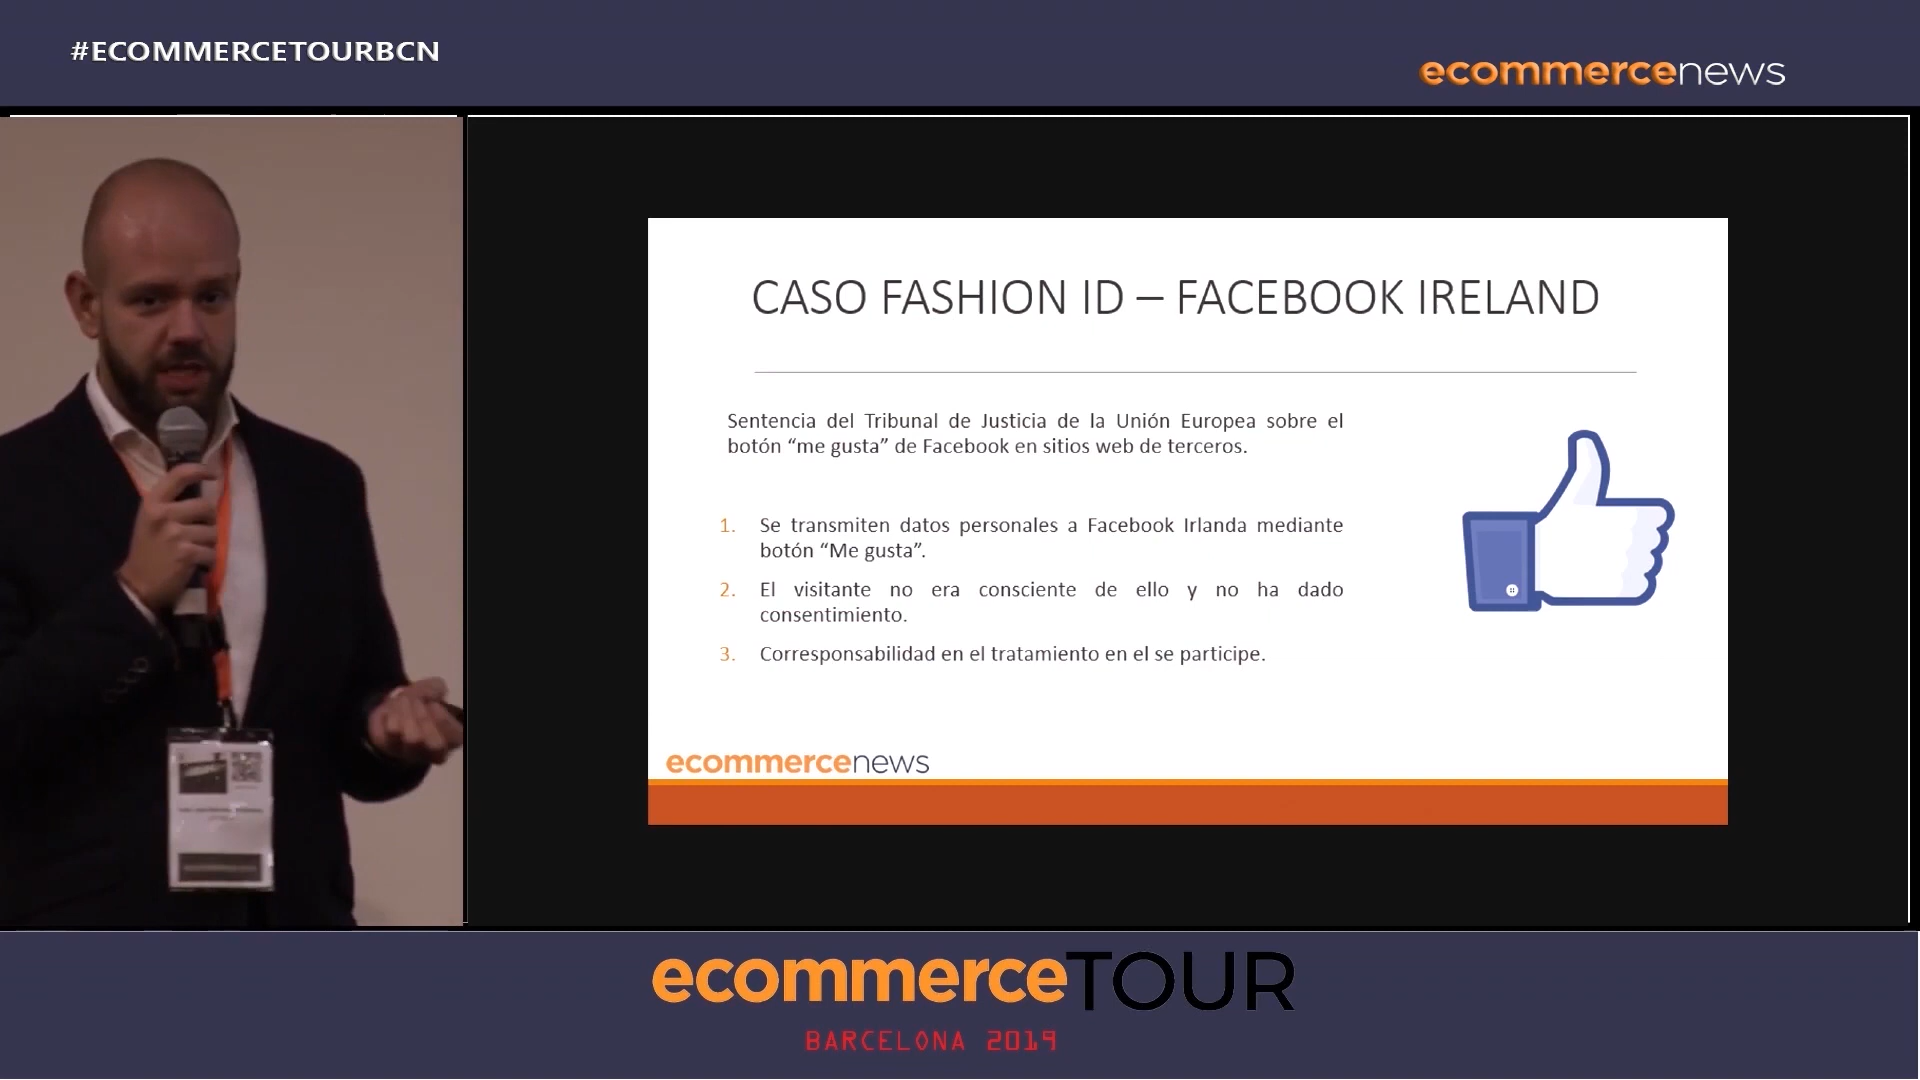 #ECOMMERCETOURBCN
ecommercenews
CASO FASHION ID – FACEBOOK IRELAND
Sentencia del Tribunal de Justicia de la Unión Europea sobre el
botón “me gusta” de Facebook en sitios web de terceros.
1. Se transmiten datos personales a Facebook Irlanda mediante
botón “Me gusta”.
2. El visitante no era consciente de ello y no ha dado
consentimiento.
3. Corresponsabilidad en el tratamiento en el se participe.
ecommercenews
ecommerceTOUR
BARCELONA 2019